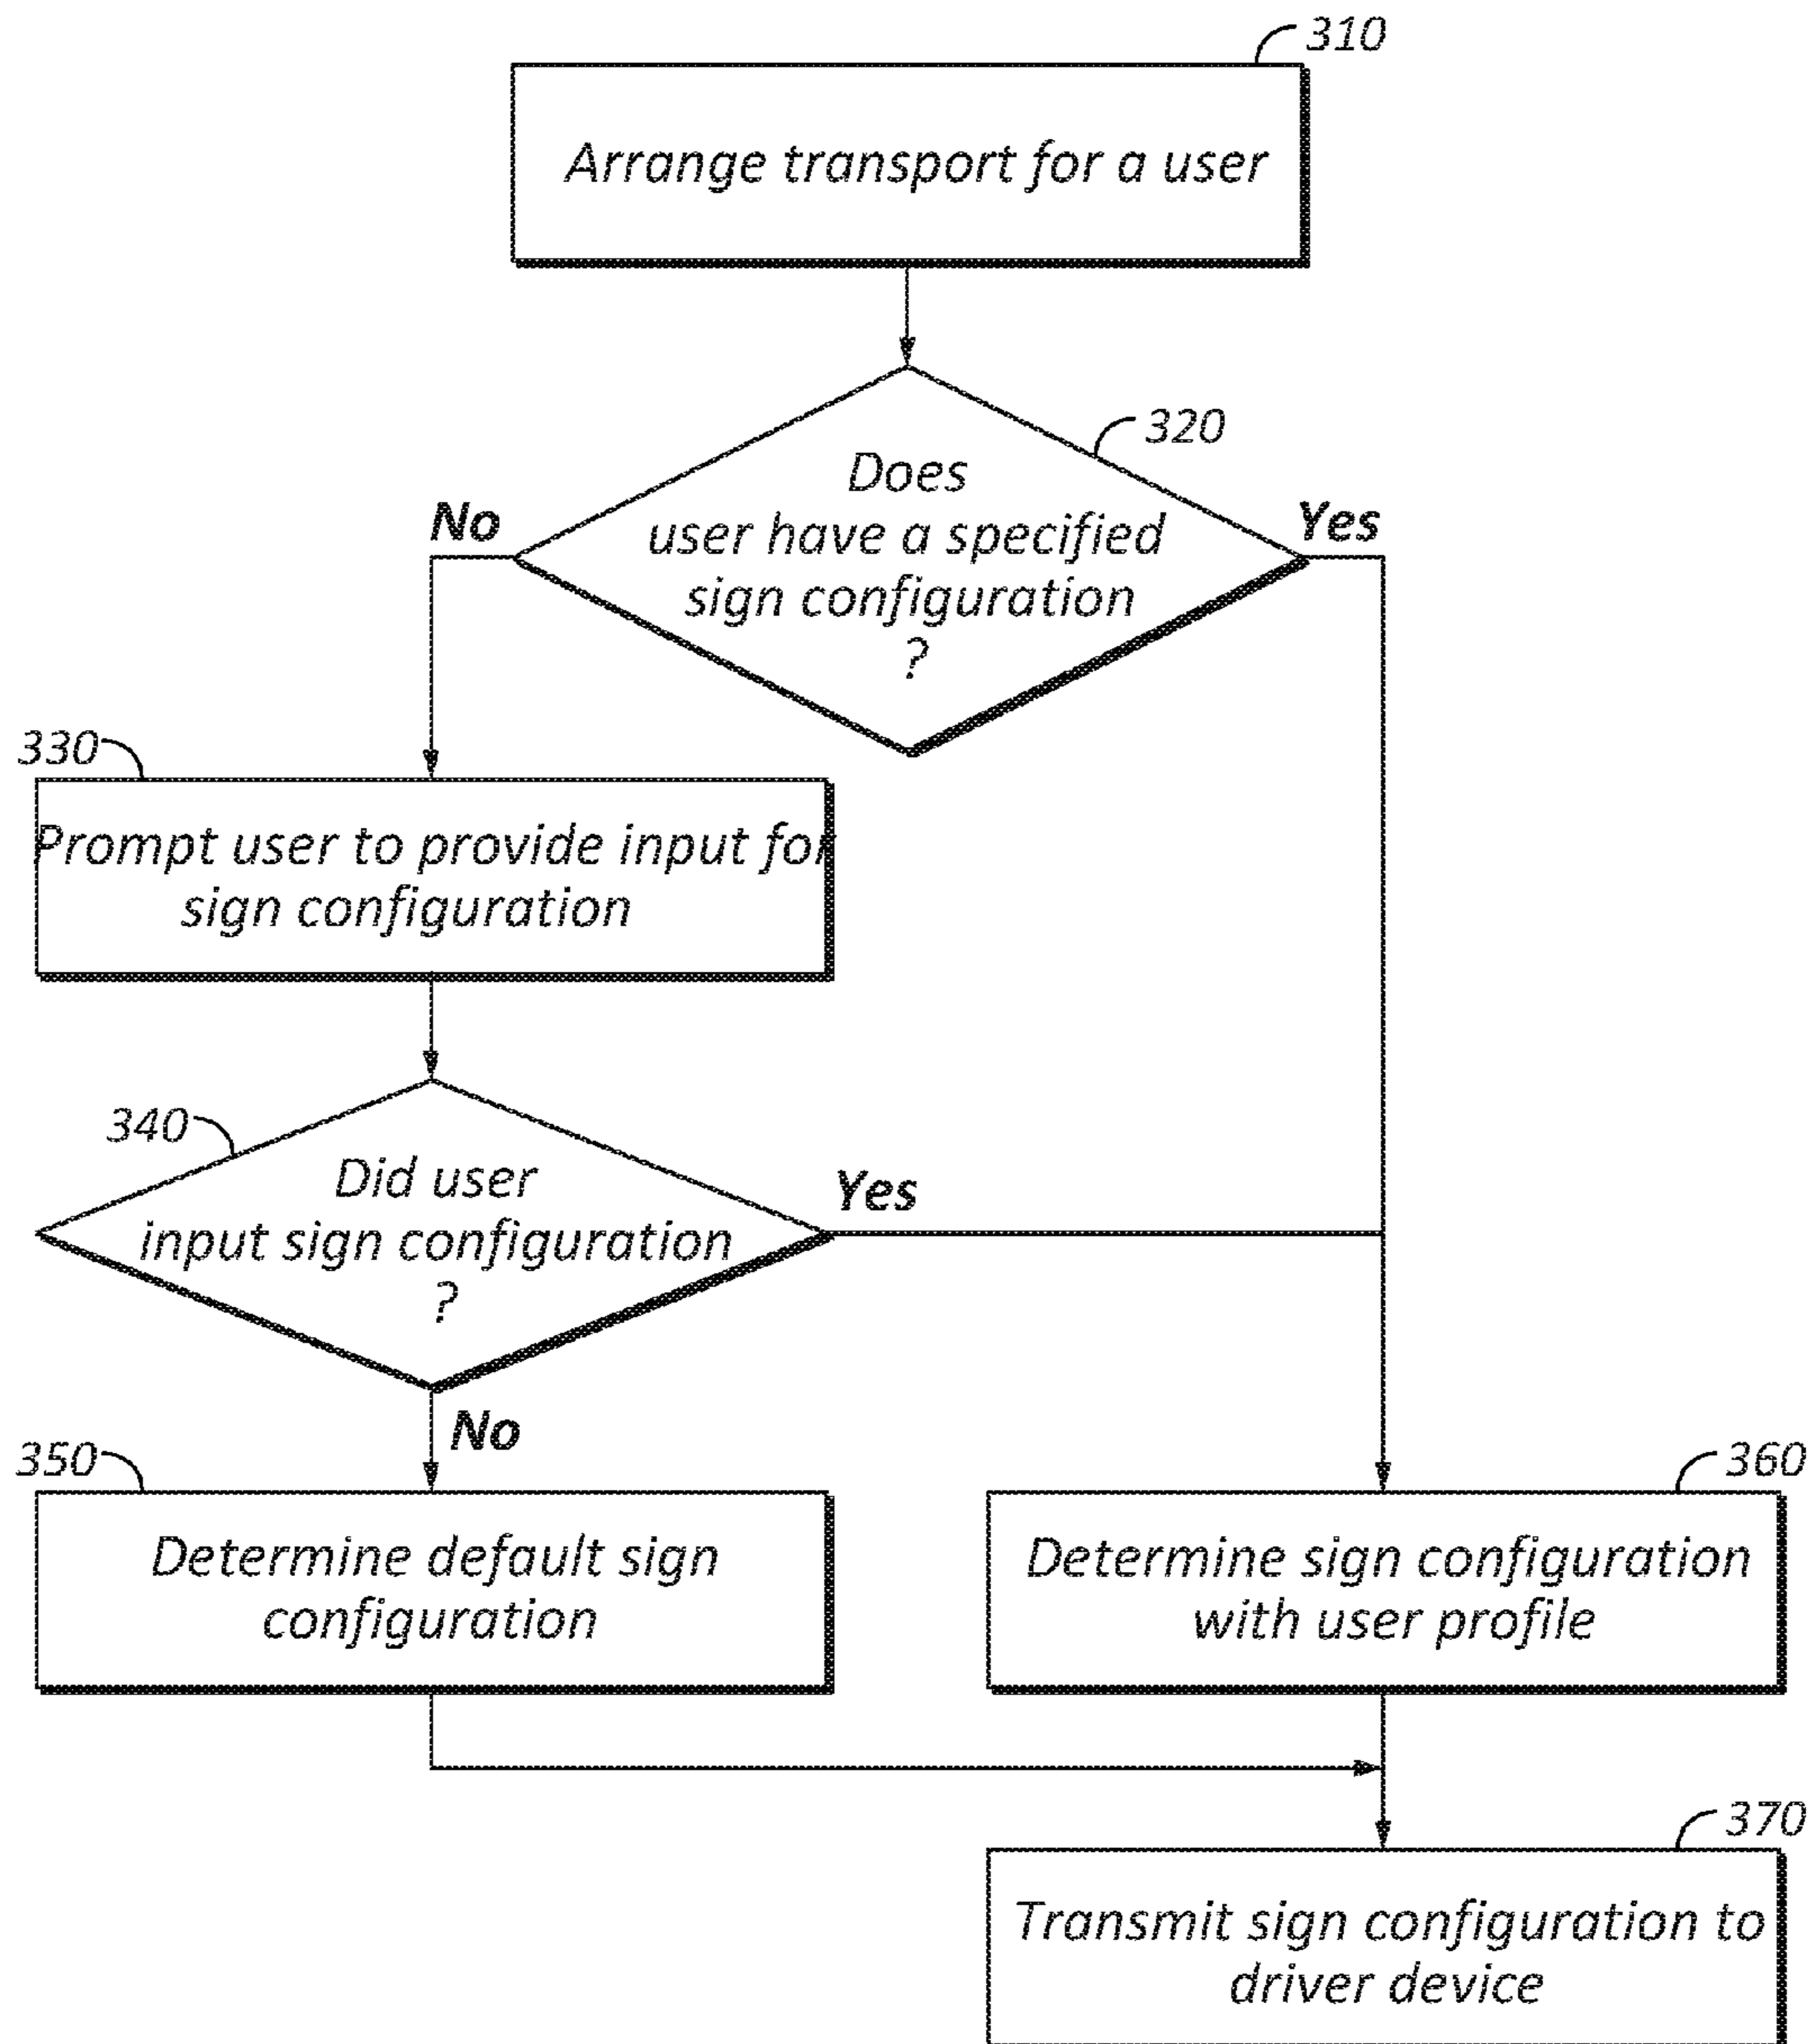 310
Arrange transport for a user
320
Does
user have a specified
sign configuration
?
No
Yes
330
Prompt user to provide input for
sign configuration
340
Did user
input sign configuration
?
Yes
No
350
Determine default sign
configuration
360
Determine sign configuration
with user profile
370
Transmit sign configuration to
driver device